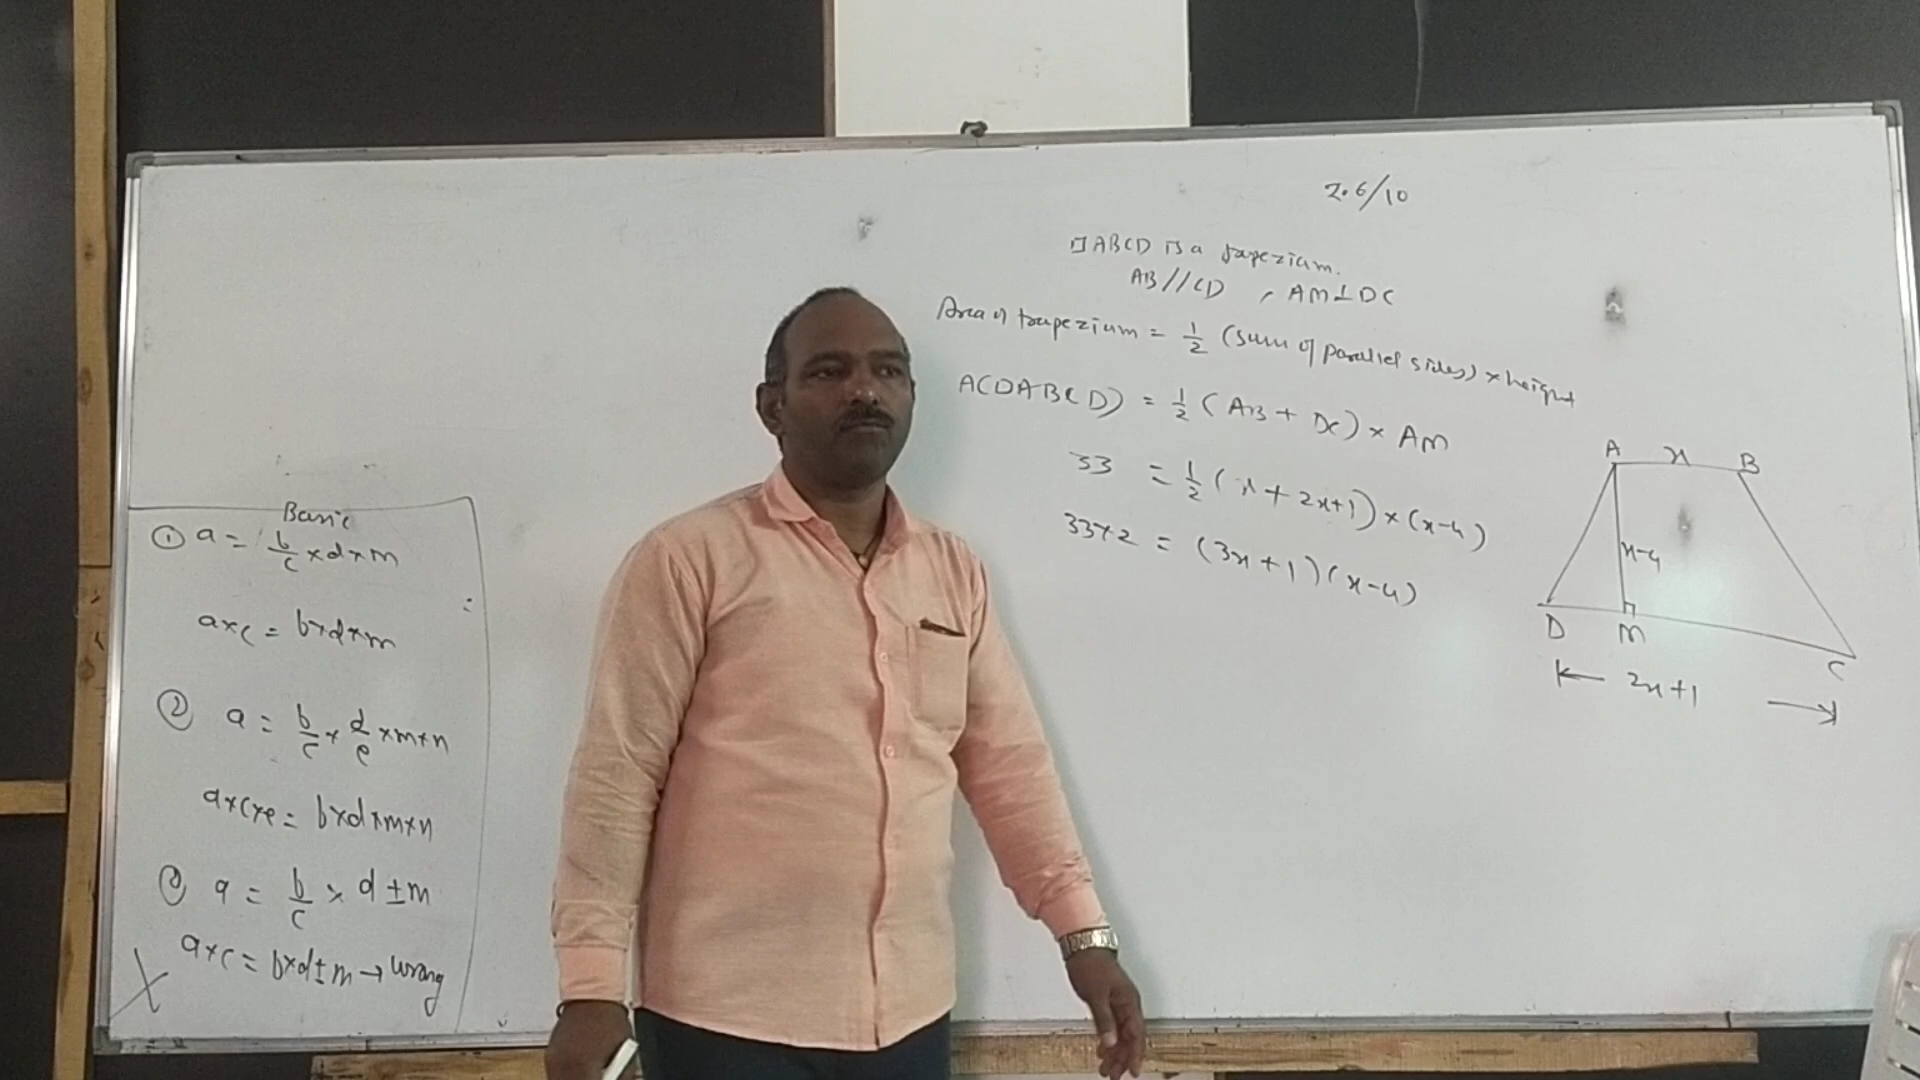 Basic
① a = b/c × d × m
a×c = b×d×m
② a = b/c × d/e × m × n
a×c×e = b×d×m×n
③ a = b/c × d ± m
a×c = b×d ± m → wrong
2.6/10
□ABCD is a trapezium.
AB//CD , AM⊥DC
Area of trapezium = 1/2 (sum of parallel sides) × height
A(□ABCD) = 1/2 (AB + DC) × AM
33 = 1/2 (x + 2x+1) × (x-4)
33×2 = (3x+1)(x-4)
A x B
x-4
D M C
2x+1